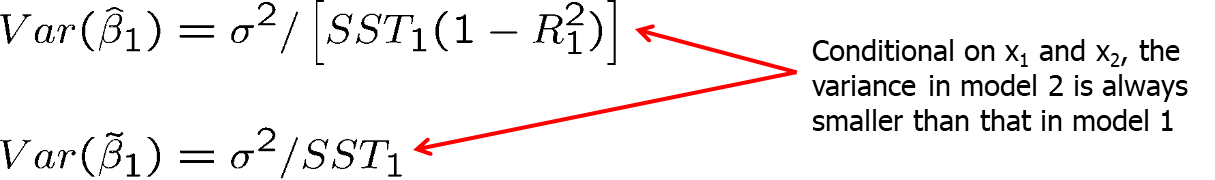 Var(β̂₁) = σ²/[SST₁(1 − R₁²)]
Conditional on x₁ and x₂, the
variance in model 2 is always
smaller than that in model 1
Var(β̃₁) = σ²/SST₁